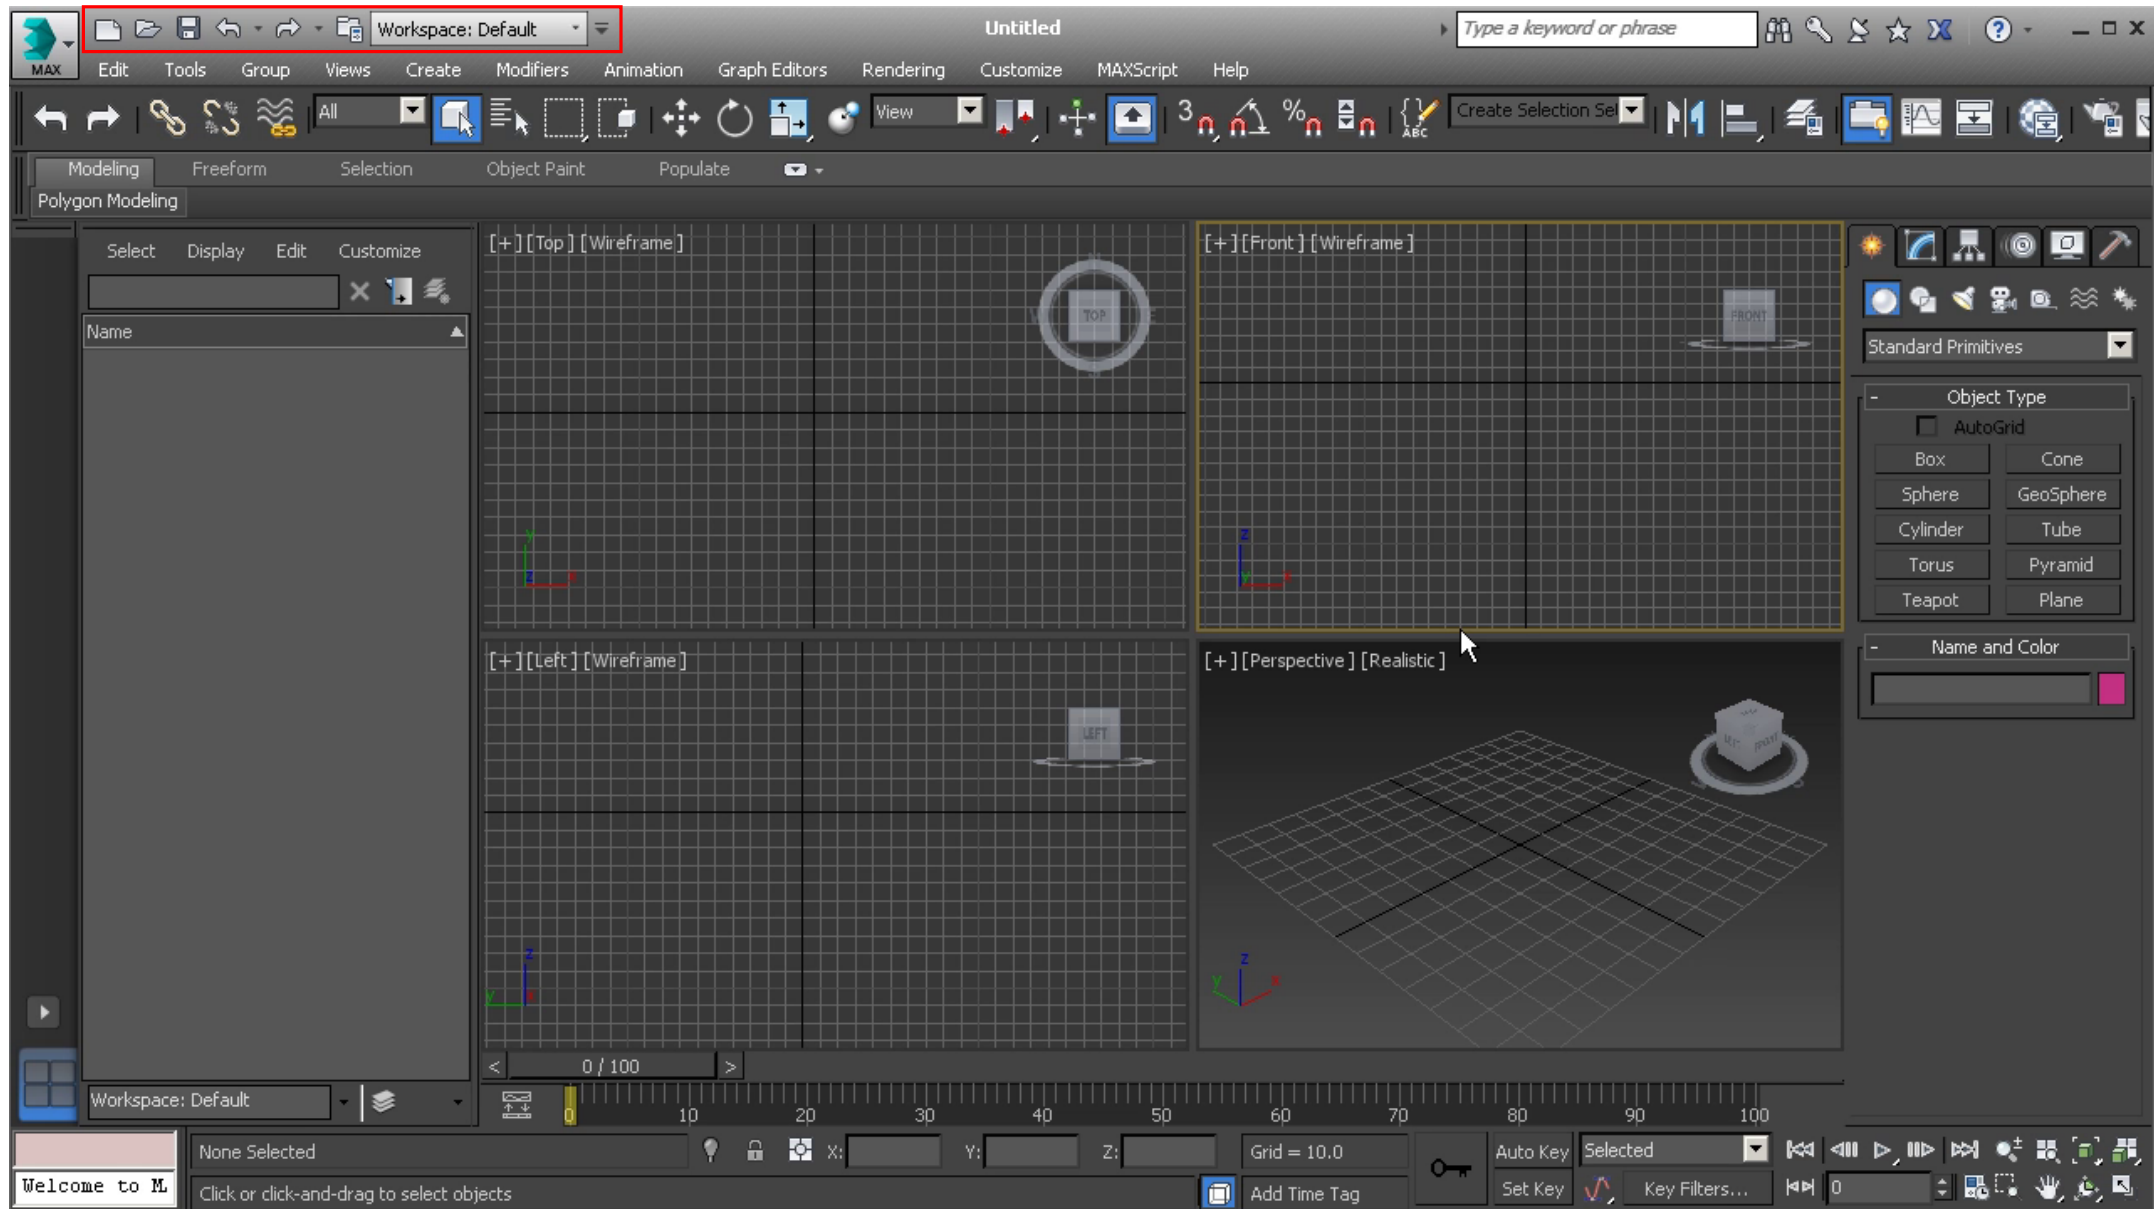 Workspace: Default
Untitled
Type a keyword or phrase
MAX
Edit Tools Group Views Create Modifiers Animation Graph Editors Rendering Customize MAXScript Help
All
View
3
%
ABC
Create Selection Sel
Modeling Freeform Selection Object Paint Populate
Polygon Modeling
Select Display Edit Customize
Name
[+][Top][Wireframe]
TOP
y
z x
[+][Front][Wireframe]
FRONT
z
y x
[+][Left][Wireframe]
LEFT
z
y x
[+][Perspective][Realistic]
z
y x
Standard Primitives
- Object Type
AutoGrid
Box Cone
Sphere GeoSphere
Cylinder Tube
Torus Pyramid
Teapot Plane
- Name and Color
< 0 / 100 >
Workspace: Default
0 10 20 30 40 50 60 70 80 90 100
None Selected
X: Y: Z:
Grid = 10.0
Auto Key
Selected
Welcome to M
Click or click-and-drag to select objects
Add Time Tag
Set Key
Key Filters...
0